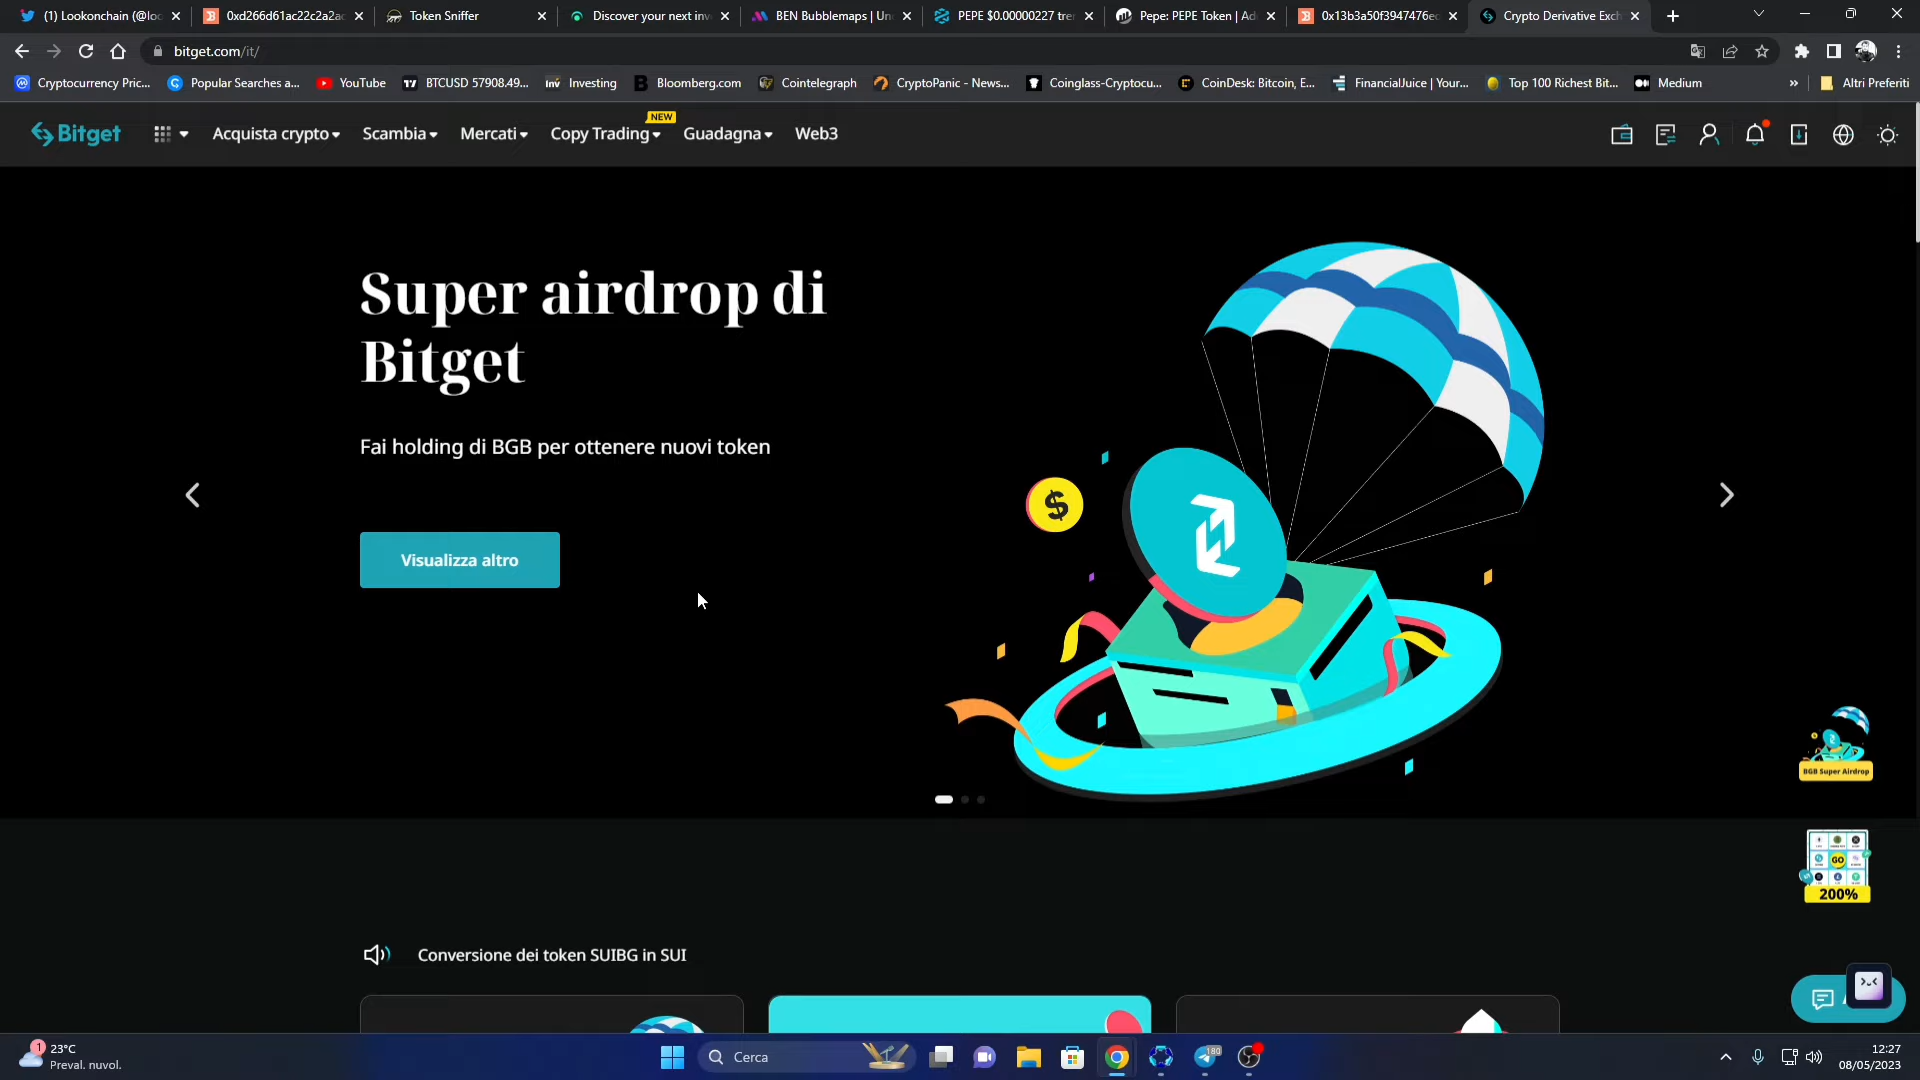 (1) Lookonchain (@loo
0xd266d61ac22c2a2a
Token Sniffer
Discover your next inv
BEN Bubblemaps | Un
PEPE $0.00000227 tre
Pepe: PEPE Token | Ad
0x13b3a50f3947476e
Crypto Derivative Exch
bitget.com/it/
Cryptocurrency Pric...
Popular Searches a...
YouTube
BTCUSD 57908.49...
Inv Investing
Bloomberg.com
Cointelegraph
CryptoPanic - News...
Coinglass-Cryptocu...
CoinDesk: Bitcoin, E...
FinancialJuice | Your...
Top 100 Richest Bit...
Medium
»
Altri Preferiti
Bitget
Acquista crypto
Scambia
Mercati
Copy Trading
NEW
Guadagna
Web3
Super airdrop di
Bitget
Fai holding di BGB per ottenere nuovi token
Visualizza altro
$
BGB Super Airdrop
GO
200%
Conversione dei token SUIBG in SUI
1
23°C
Preval. nuvol.
Cerca
180
12:27
08/05/2023